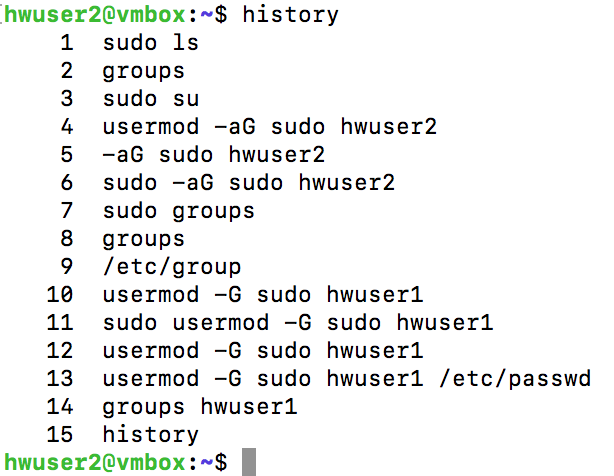 hwuser2@vmbox:~$ history
1 sudo ls
2 groups
3 sudo su
4 usermod -aG sudo hwuser2
5 -aG sudo hwuser2
6 sudo -aG sudo hwuser2
7 sudo groups
8 groups
9 /etc/group
10 usermod -G sudo hwuser1
11 sudo usermod -G sudo hwuser1
12 usermod -G sudo hwuser1
13 usermod -G sudo hwuser1 /etc/passwd
14 groups hwuser1
15 history
hwuser2@vmbox:~$